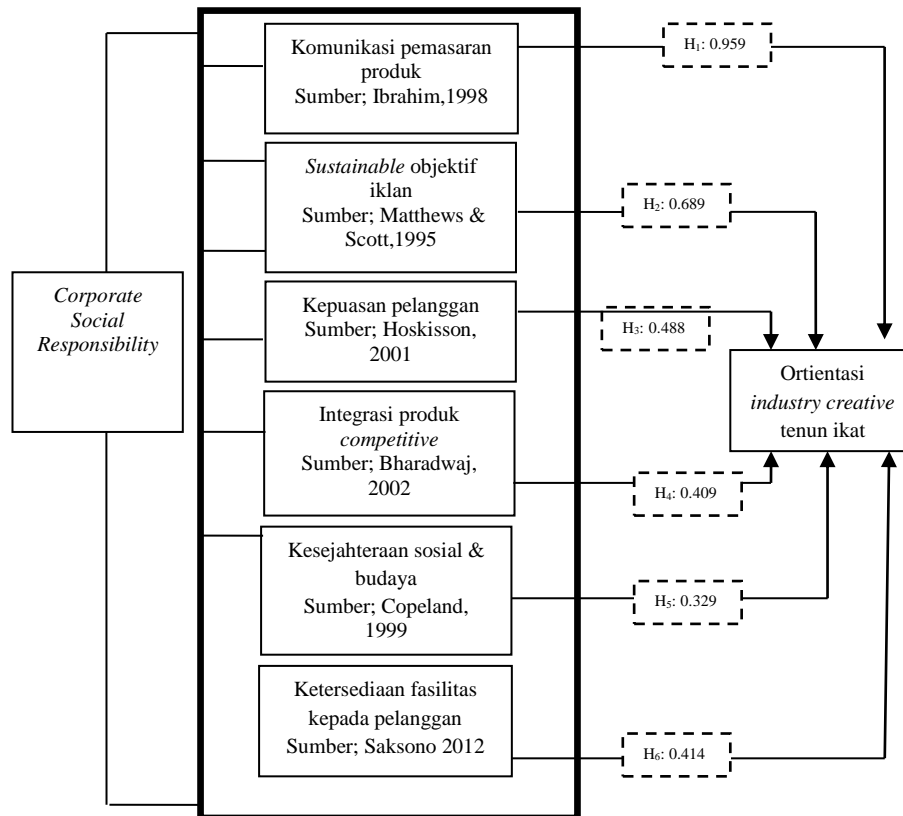 Komunikasi pemasaran
produk
Sumber; Ibrahim,1998
H₁: 0.959
Sustainable objektif
iklan
Sumber; Matthews &
Scott,1995
H₂: 0.689
Corporate
Social
Responsibility
Kepuasan pelanggan
Sumber; Hoskisson,
2001
H₃: 0.488
Ortientasi
industry creative
tenun ikat
Integrasi produk
competitive
Sumber; Bharadwaj,
2002
H₄: 0.409
Kesejahteraan sosial &
budaya
Sumber; Copeland,
1999
H₅: 0.329
Ketersediaan fasilitas
kepada pelanggan
Sumber; Saksono 2012
H₆: 0.414